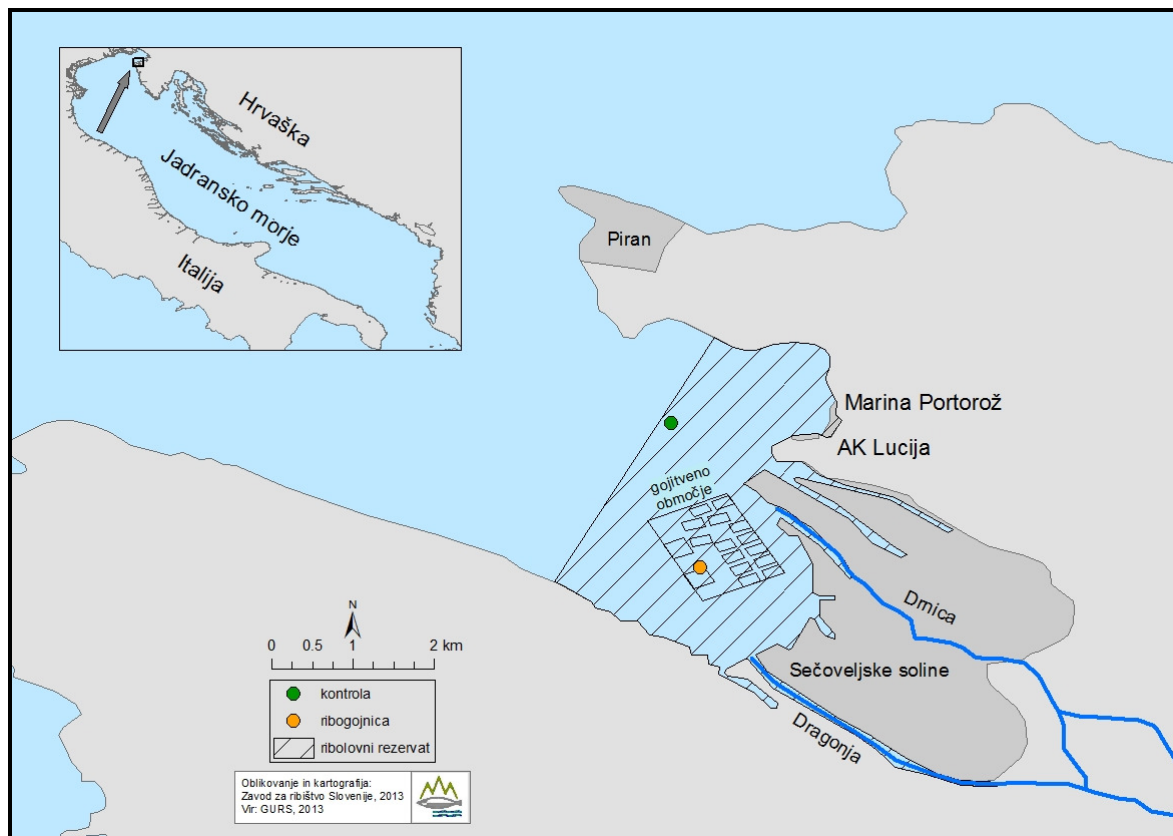 Hrvaška
Jadransko morje
Italija
Piran
Marina Portorož
AK Lucija
gojitveno
območje
Drnica
Sečoveljske soline
Dragonja
N
0 0.5 1 2 km
kontrola
ribogojnica
ribolovni rezervat
Oblikovanje in kartografija:
Zavod za ribištvo Slovenije, 2013
Vir: GURS, 2013